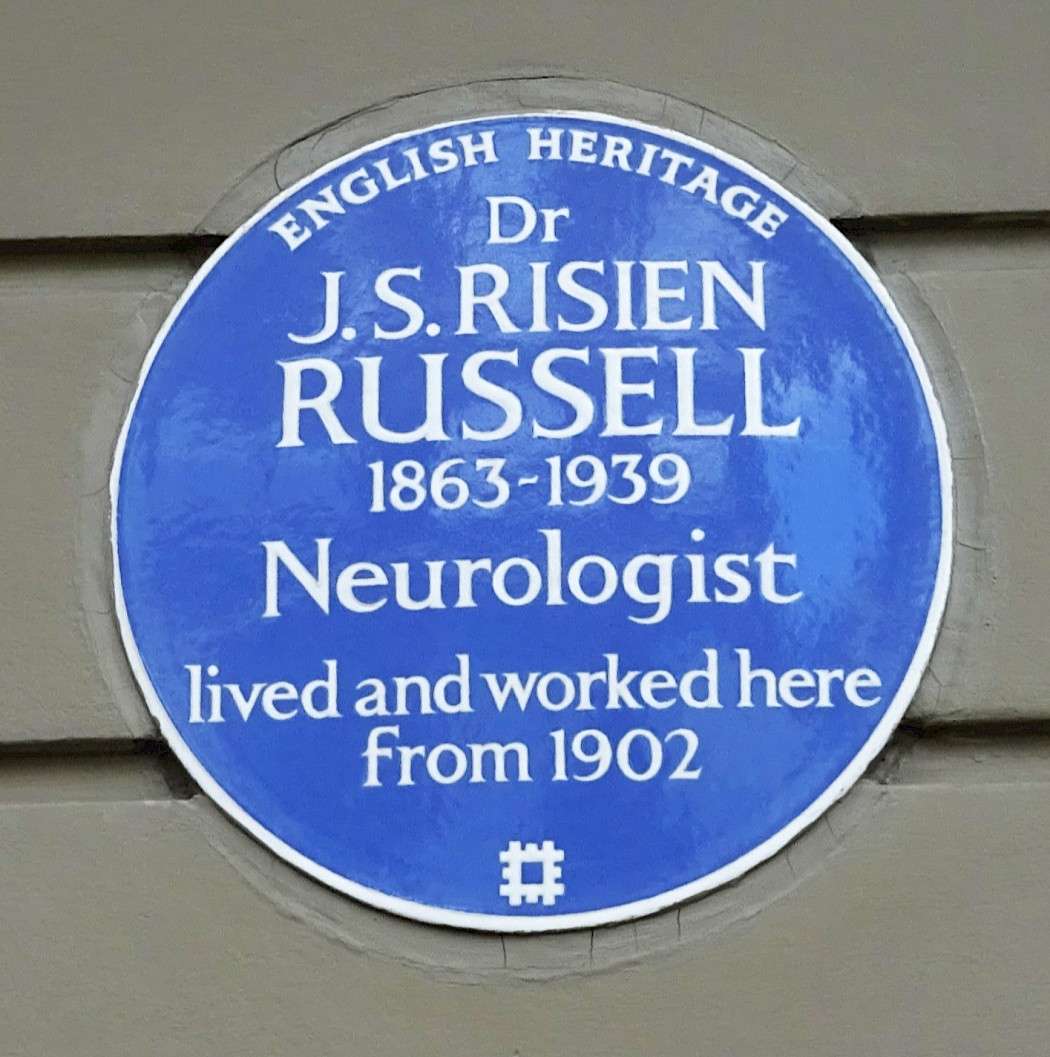 ENGLISH HERITAGE
Dr
J. S. RISIEN
RUSSELL
1863-1939
Neurologist
lived and worked here
from 1902